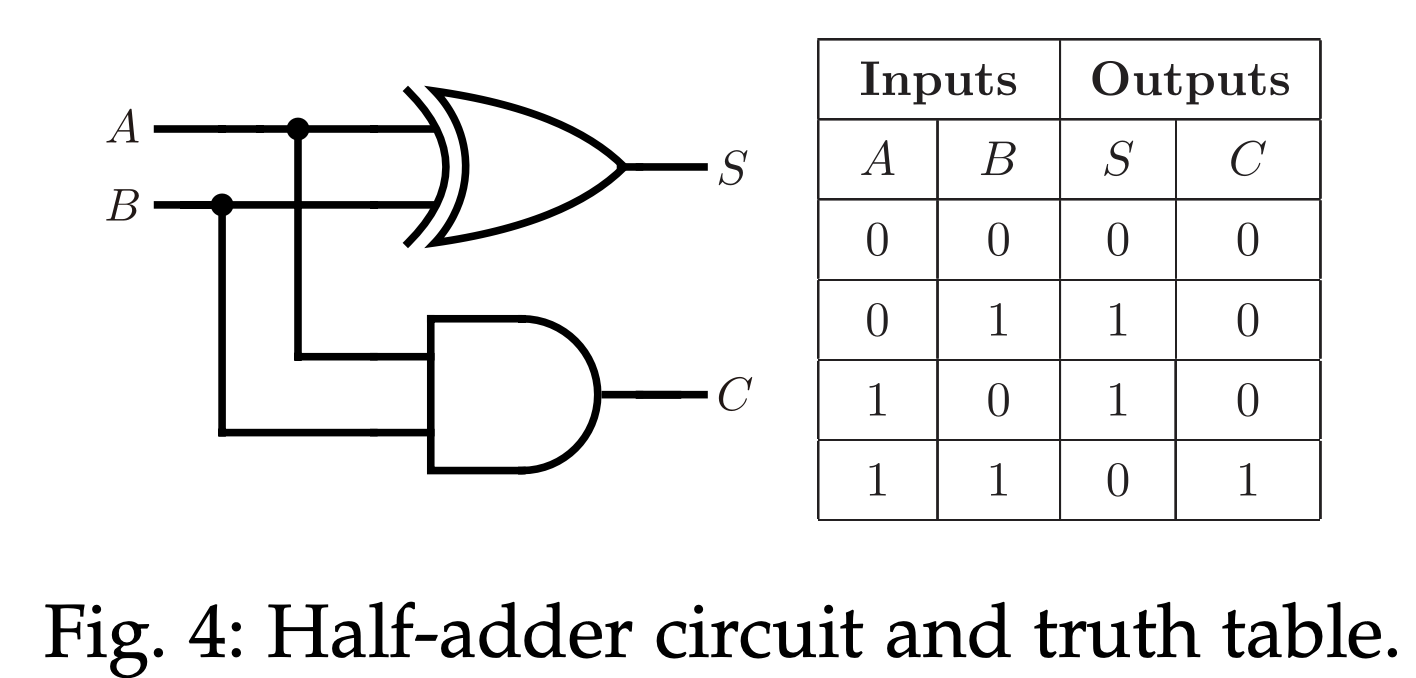 A
B
S
C
Inputs Outputs
A B S C
0 0 0 0
0 1 1 0
1 0 1 0
1 1 0 1
Fig. 4: Half-adder circuit and truth table.